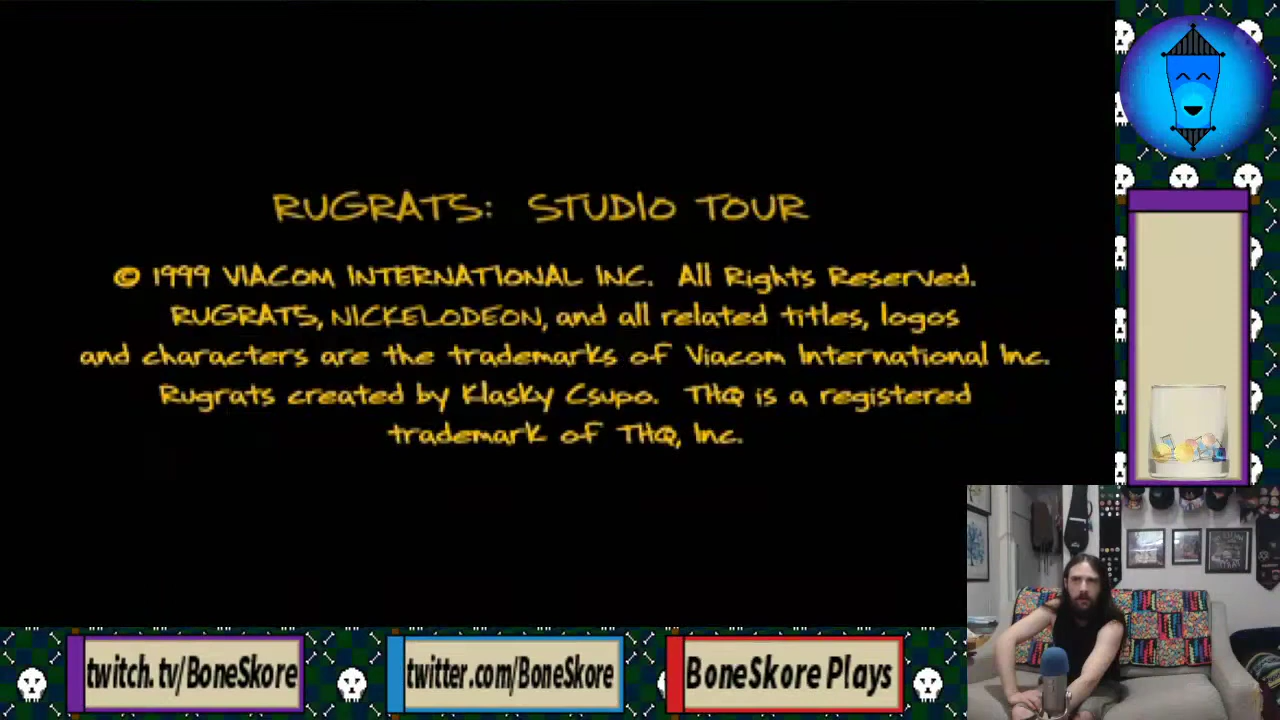 RUGRATS: STUDIO TOUR
© 1999 VIACOM INTERNATIONAL INC. All Rights Reserved.
RUGRATS, NICKELODEON, and all related titles, logos
and characters are the trademarks of Viacom International Inc.
Rugrats created by Klasky Csupo. THQ is a registered
trademark of THQ, Inc.
twitch.tv/BoneSkore
twitter.com/BoneSkore
BoneSkore Plays